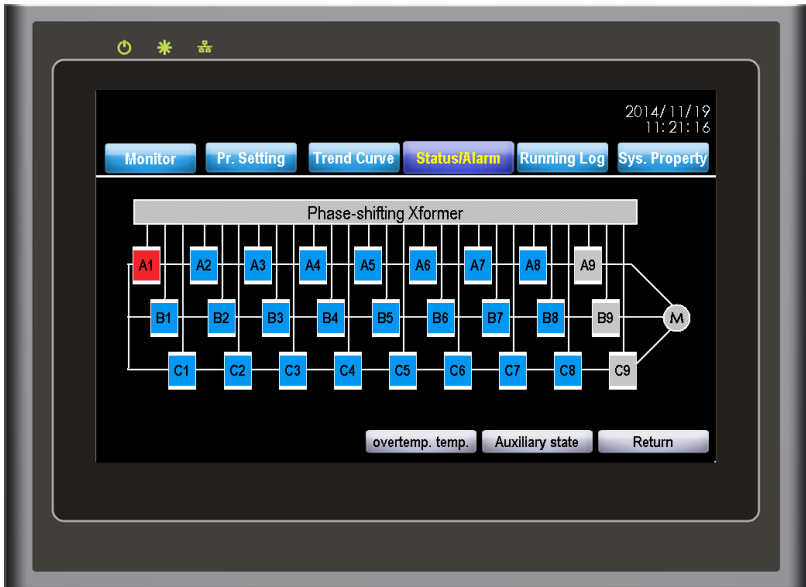 2014/11/19
11:21:16
Monitor Pr. Setting Trend Curve Status/Alarm Running Log Sys. Property
Phase-shifting Xformer
A1 A2 A3 A4 A5 A6 A7 A8 A9
B1 B2 B3 B4 B5 B6 B7 B8 B9 M
C1 C2 C3 C4 C5 C6 C7 C8 C9
overtemp. temp. Auxiliary state Return